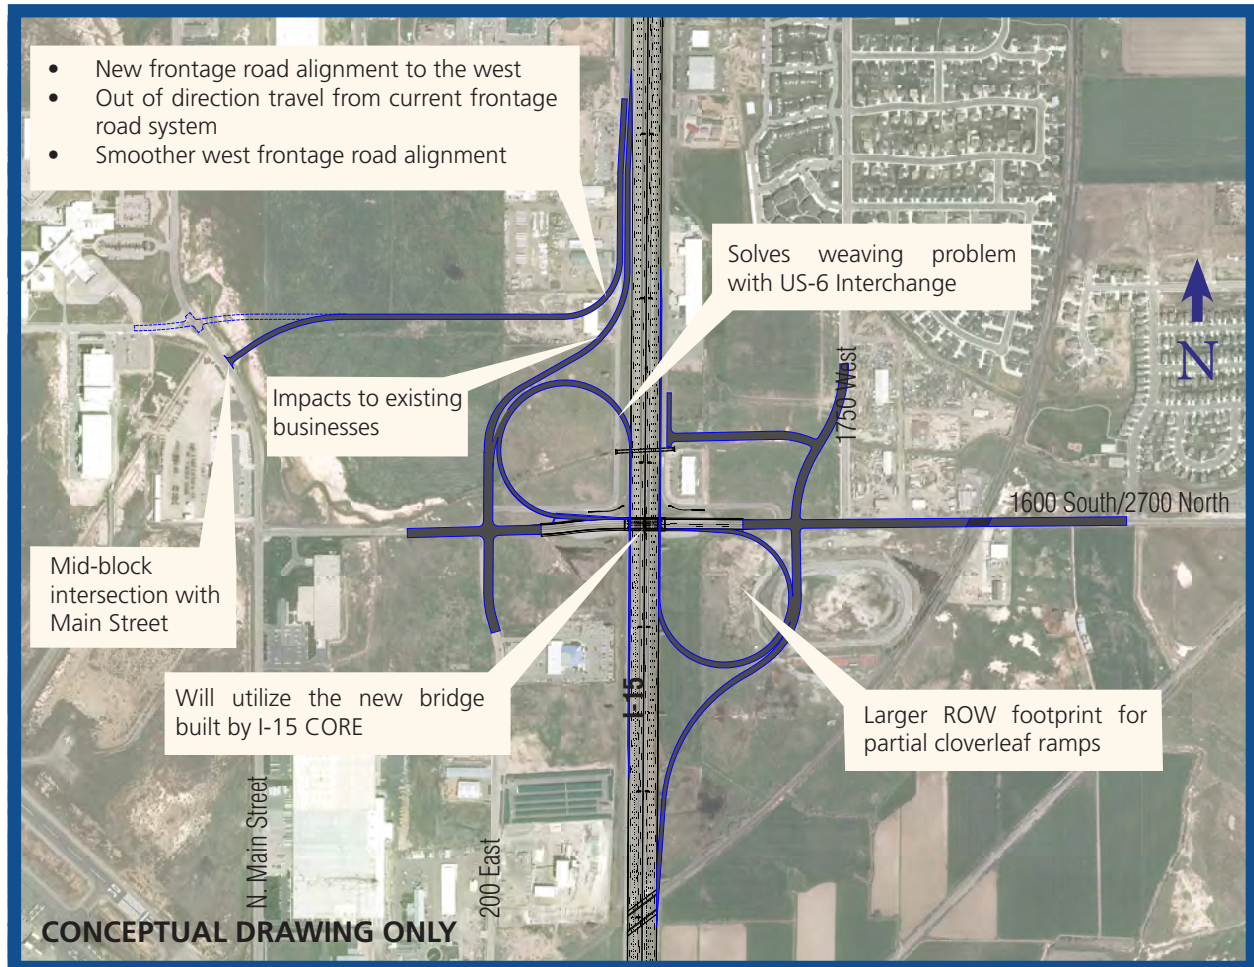 • New frontage road alignment to the west
• Out of direction travel from current frontage
road system
• Smoother west frontage road alignment
Solves weaving problem
with US-6 Interchange
N
Impacts to existing
businesses
1750 West
1600 South/2700 North
Mid-block
intersection with
Main Street
Will utilize the new bridge
built by I-15 CORE
I-15
Larger ROW footprint for
partial cloverleaf ramps
N. Main Street
200 East
CONCEPTUAL DRAWING ONLY